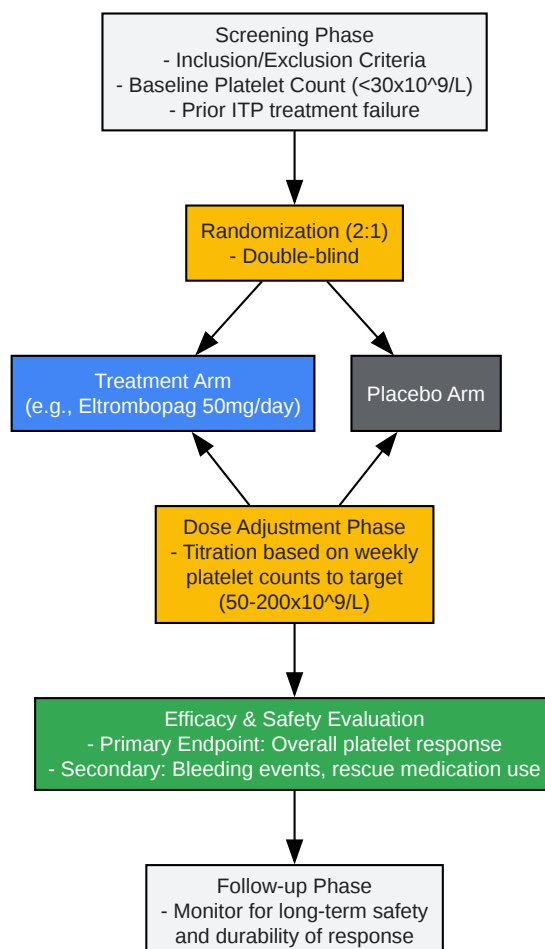 Screening Phase
- Inclusion/Exclusion Criteria
- Baseline Platelet Count (<30x10^9/L)
- Prior ITP treatment failure
Randomization (2:1)
- Double-blind
Treatment Arm
(e.g., Eltrombopag 50mg/day)
Placebo Arm
Dose Adjustment Phase
- Titration based on weekly
platelet counts to target
(50-200x10^9/L)
Efficacy & Safety Evaluation
- Primary Endpoint: Overall platelet response
- Secondary: Bleeding events, rescue medication use
Follow-up Phase
- Monitor for long-term safety
and durability of response